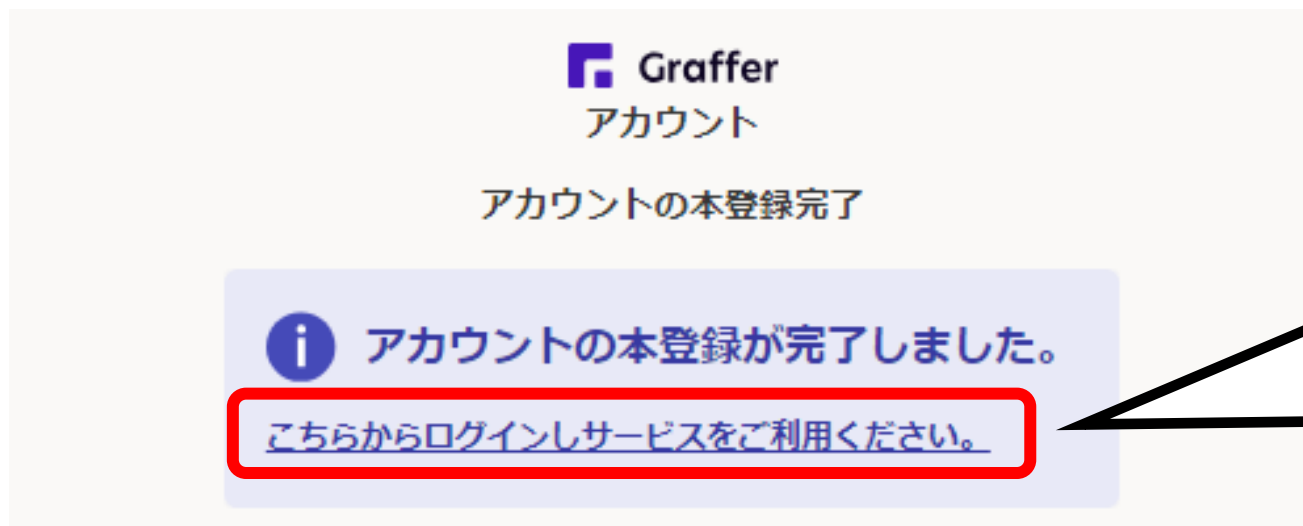 Graffer
アカウント
アカウントの本登録完了
アカウントの本登録が完了しました。
こちらからログインしサービスをご利用ください。